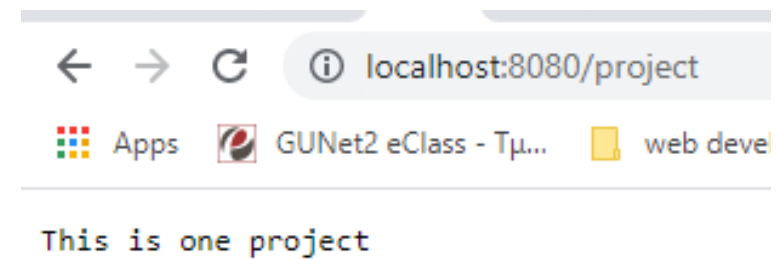 localhost:8080/project
Apps GUNet2 eClass - Τμ... web devel
This is one project